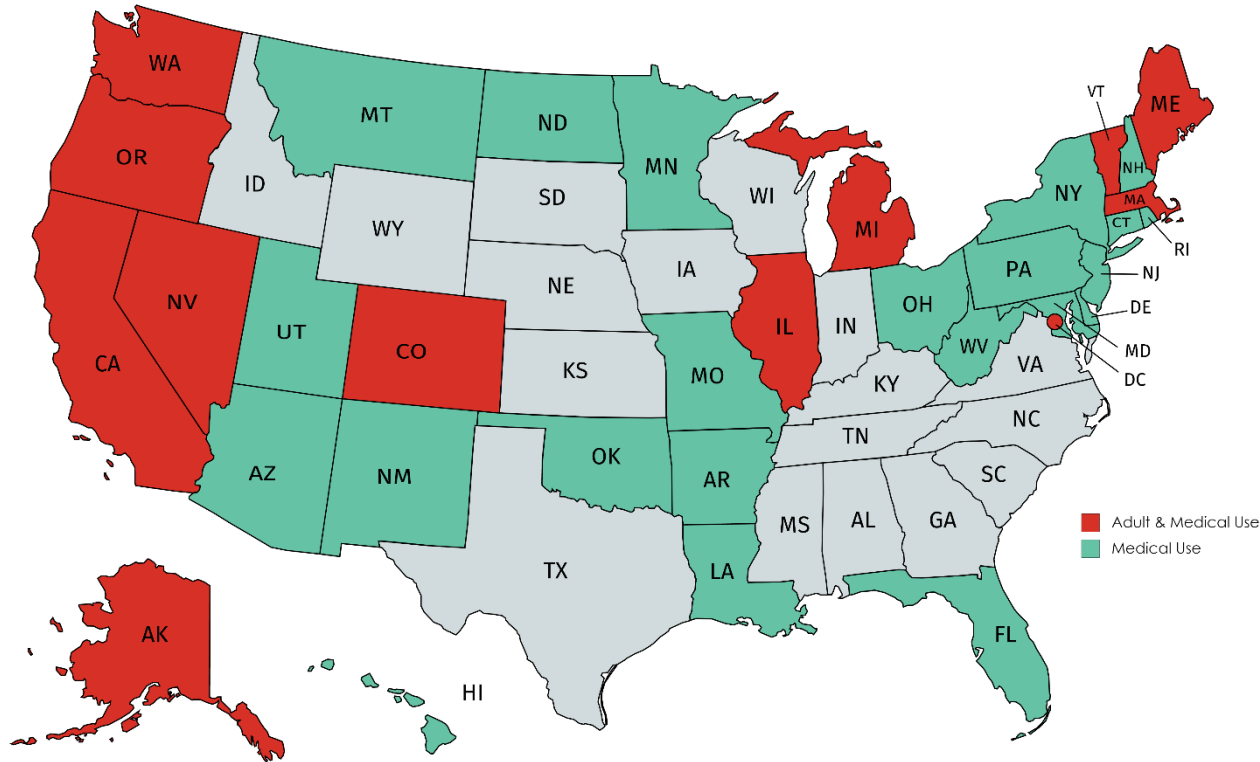 WA
MT
ND
MN
VT
ME
OR
ID
SD
WI
MI
NY
NH
MA
CT
RI
WY
IA
PA
NJ
NE
OH
DE
NV
UT
CO
IL
IN
WV
VA
MD
DC
CA
KS
MO
KY
NC
TN
AZ
NM
OK
AR
SC
MS
AL
GA
Adult & Medical Use
Medical Use
TX
LA
FL
AK
HI